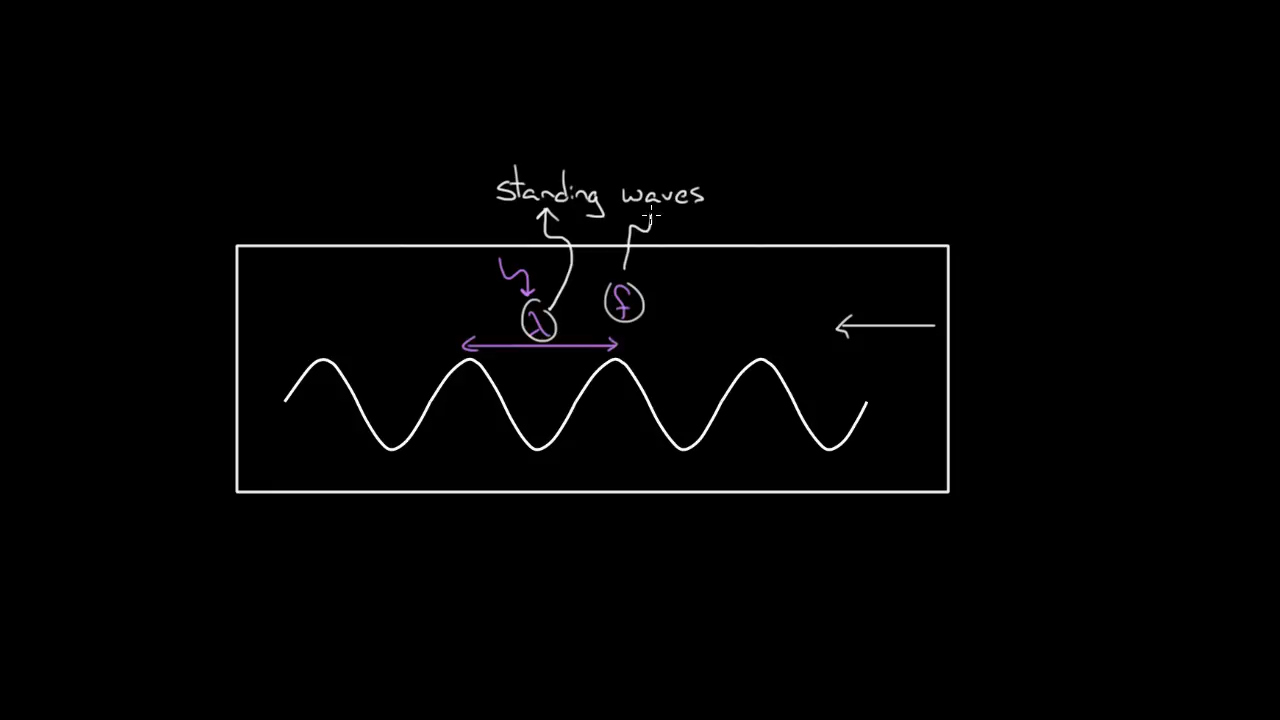 standing waves
λ f